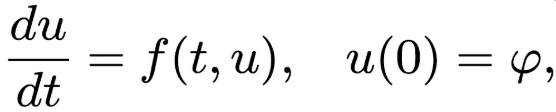 du/dt = f(t, u),  u(0) = φ,